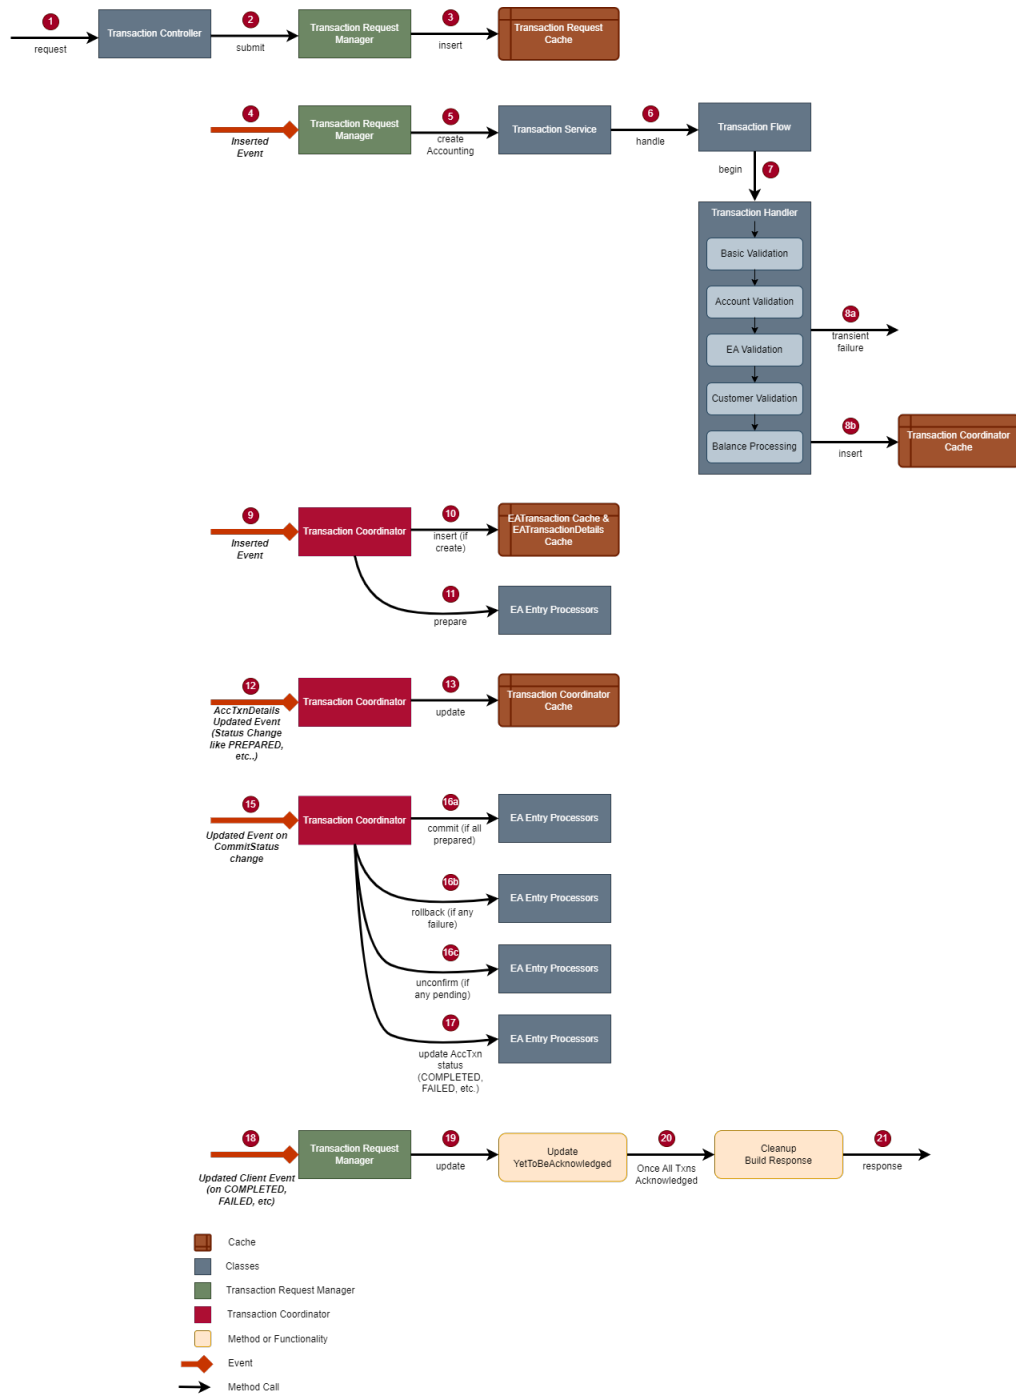 1
2
3
request
Transaction Controller
submit
Transaction Request
Manager
insert
Transaction Request
Cache
4
5
6
Inserted
Event
Transaction Request
Manager
create
Accounting
Transaction Service
handle
Transaction Flow
begin
7
Transaction Handler
Basic Validation
Account Validation
EA Validation
Customer Validation
Balance Processing
8a
transient
failure
8b
insert
Transaction Coordinator
Cache
9
10
Inserted
Event
Transaction Coordinator
insert (if
create)
EATransaction Cache &
EATransactionDetails
Cache
11
prepare
EA Entry Processors
12
13
AccTxnDetails
Updated Event
(Status Change
like PREPARED,
etc..)
Transaction Coordinator
update
Transaction Coordinator
Cache
15
16a
Updated Event on
CommitStatus
change
Transaction Coordinator
commit (if all
prepared)
EA Entry Processors
16b
rollback (if any
failure)
EA Entry Processors
16c
unconfirm (if
any pending)
EA Entry Processors
17
update AccTxn
status
(COMPLETED,
FAILED, etc.)
EA Entry Processors
18
19
20
21
Updated Client Event
(on COMPLETED,
FAILED, etc)
Transaction Request
Manager
update
Update
YetToBeAcknowledged
Once All Txns
Acknowledged
Cleanup
Build Response
response
Cache
Classes
Transaction Request Manager
Transaction Coordinator
Method or Functionality
Event
Method Call